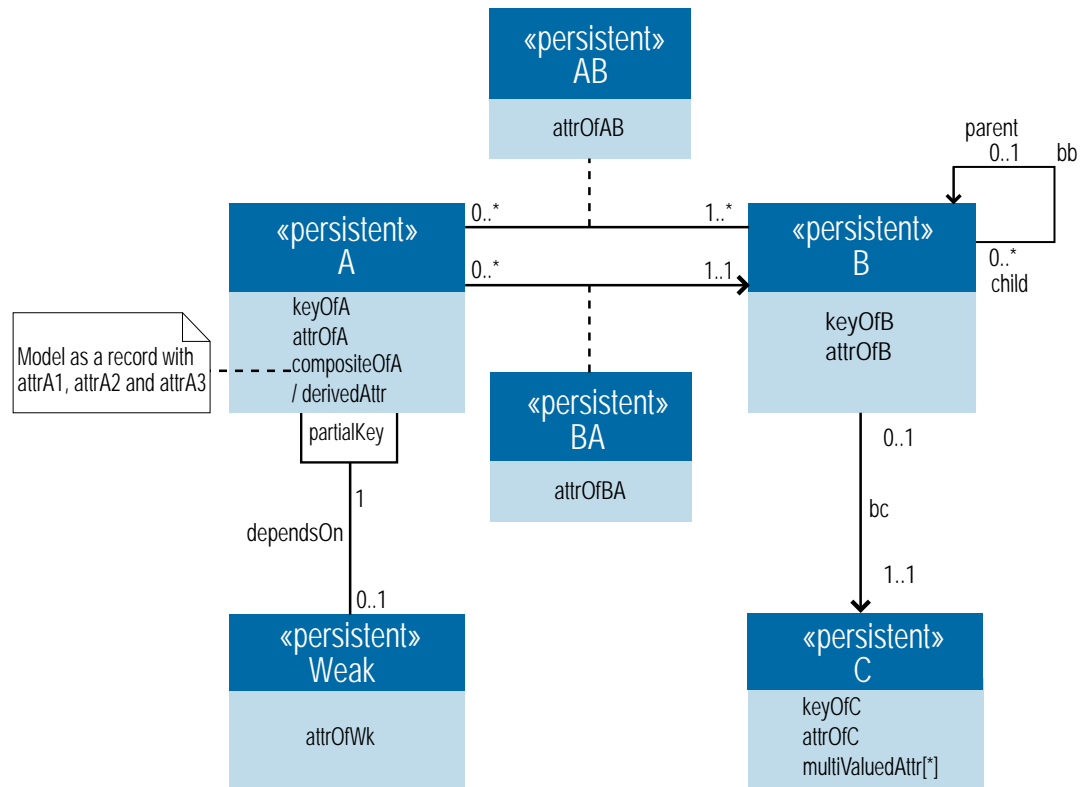 «persistent»
AB
attrOfAB
parent
0..1
bb
0..*
1..*
«persistent»
A
«persistent»
B
0..*
child
0..*
1..1
keyOfA
attrOfA
compositeOfA
/ derivedAttr
keyOfB
attrOfB
Model as a record with
attrA1, attrA2 and attrA3
«persistent»
BA
attrOfBA
partialKey
0..1
1
dependsOn
bc
1..1
0..1
«persistent»
Weak
attrOfWk
«persistent»
C
keyOfC
attrOfC
multiValuedAttr[*]